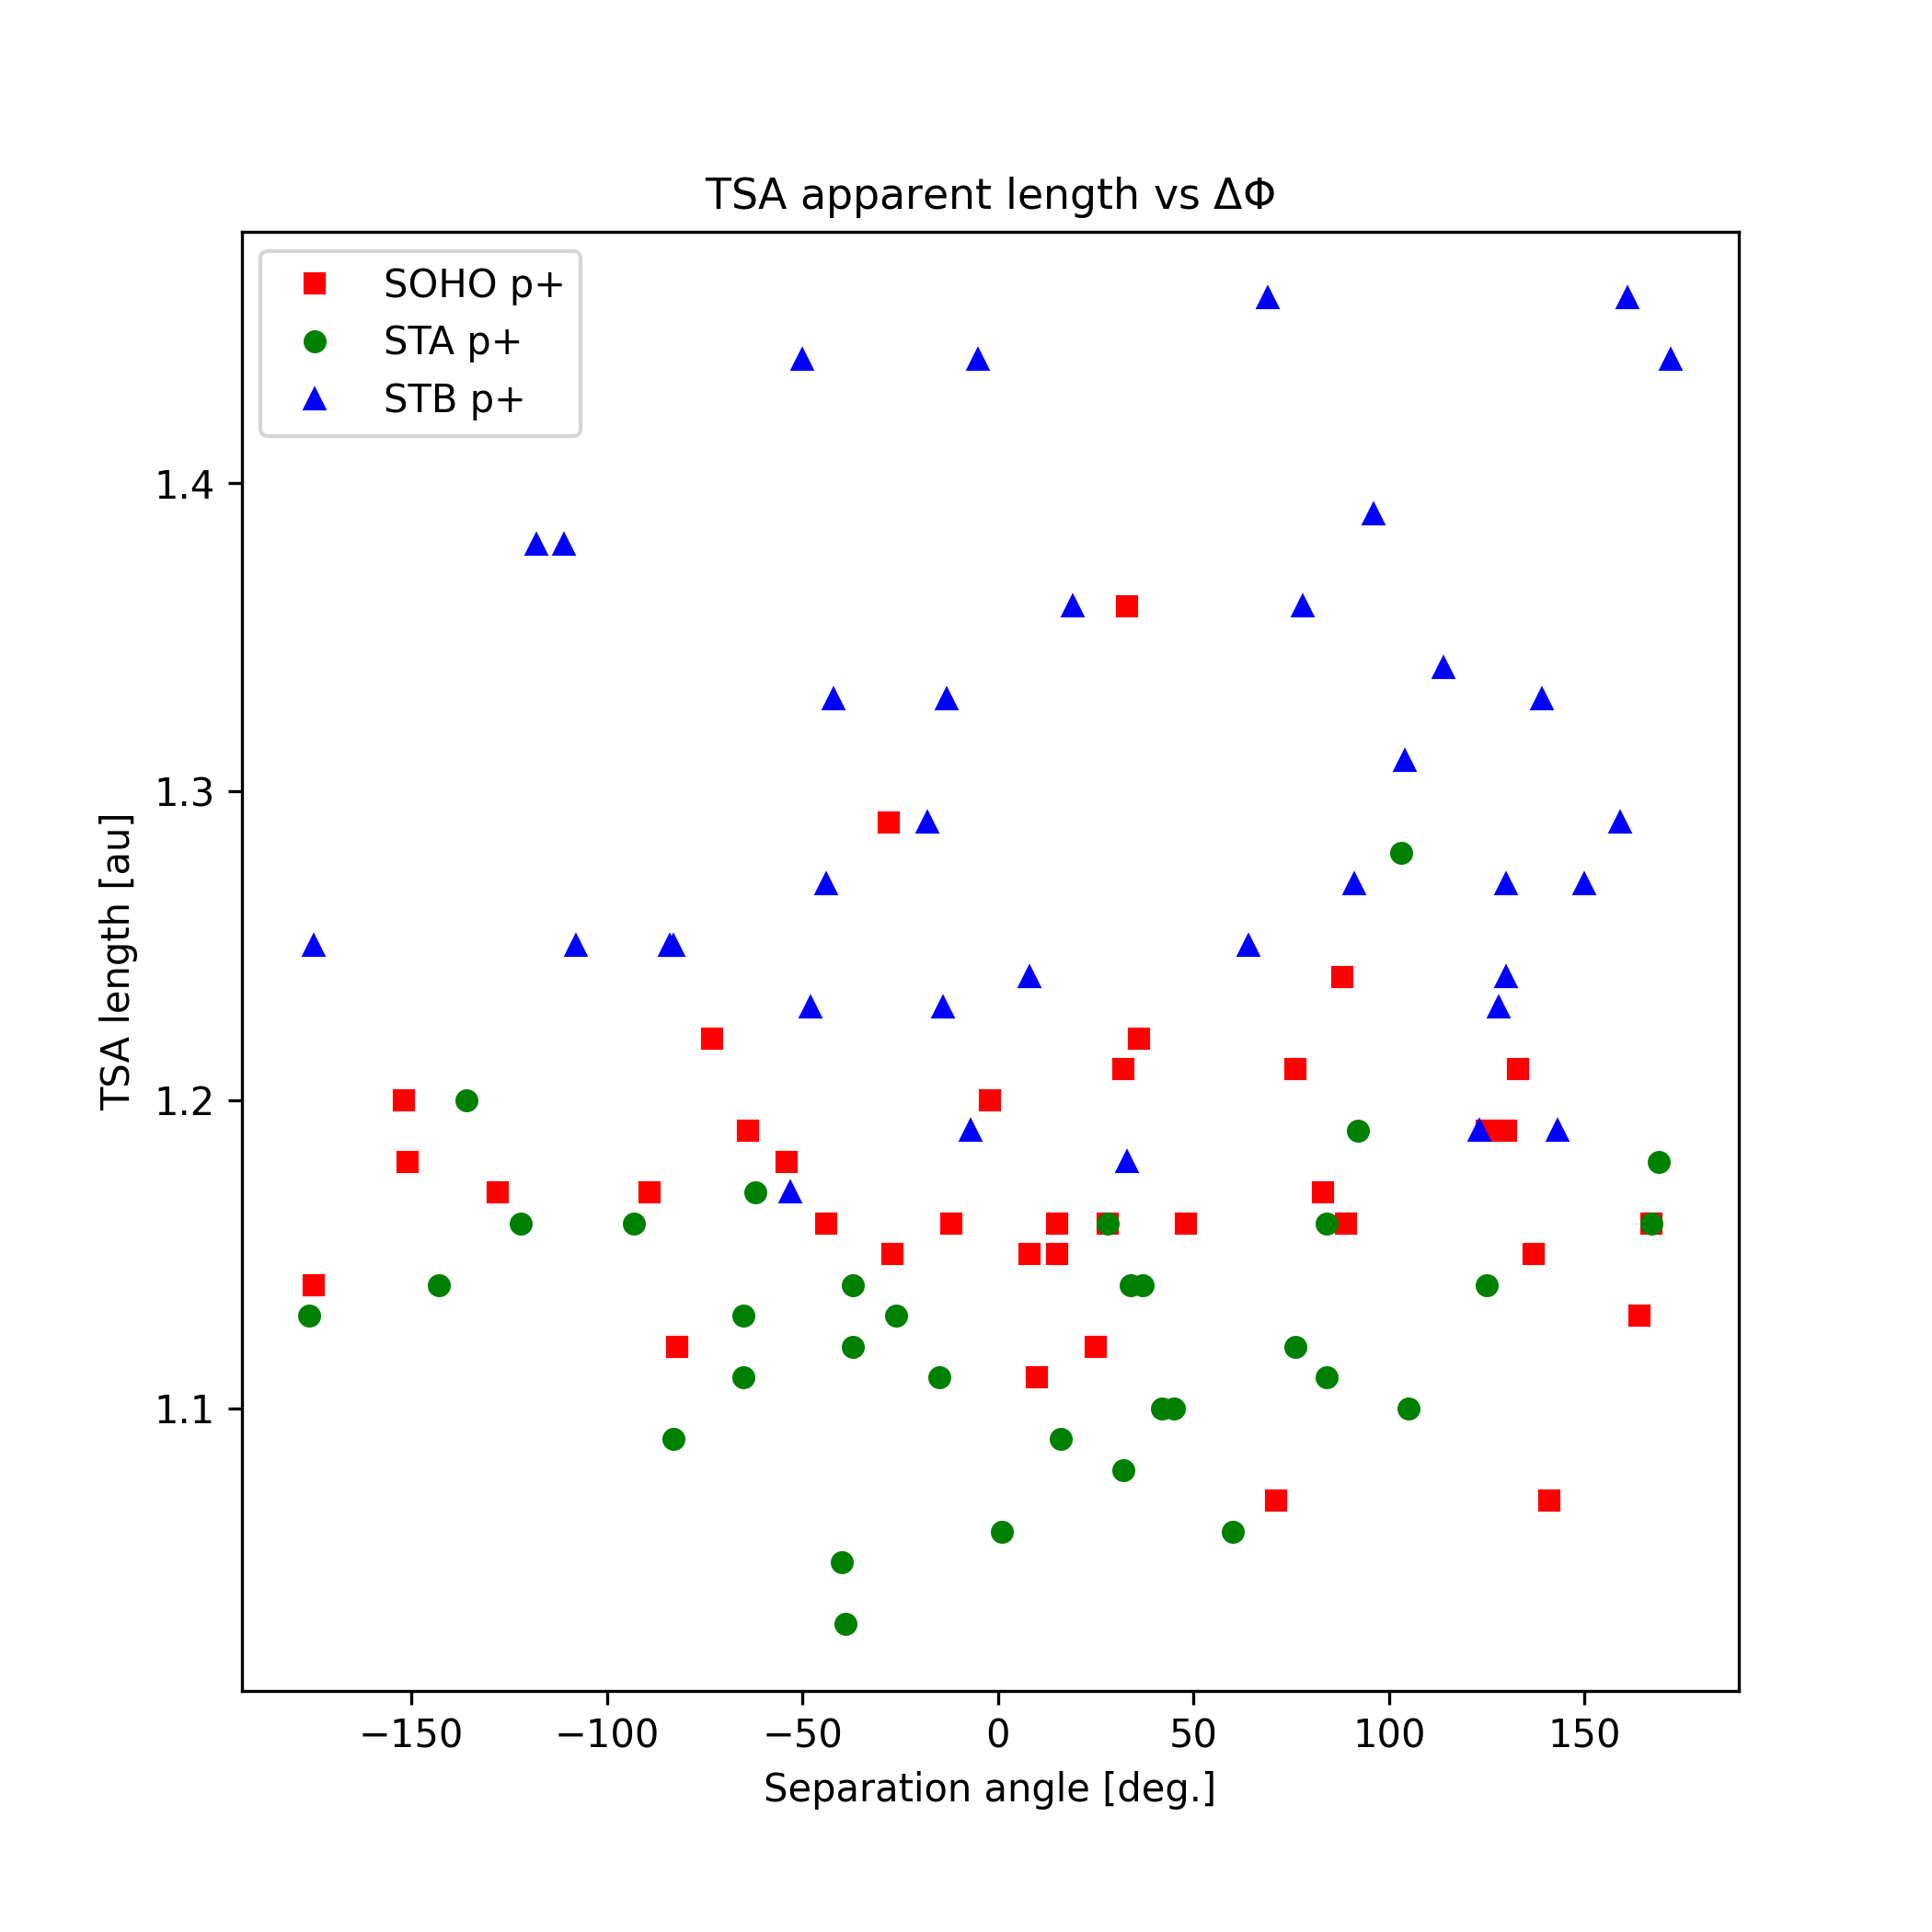 TSA apparent length vs ΔΦ
SOHO p+
STA p+
STB p+
1.4
1.3
1.2
1.1
TSA length [au]
−150 −100 −50 0 50 100 150
Separation angle [deg.]